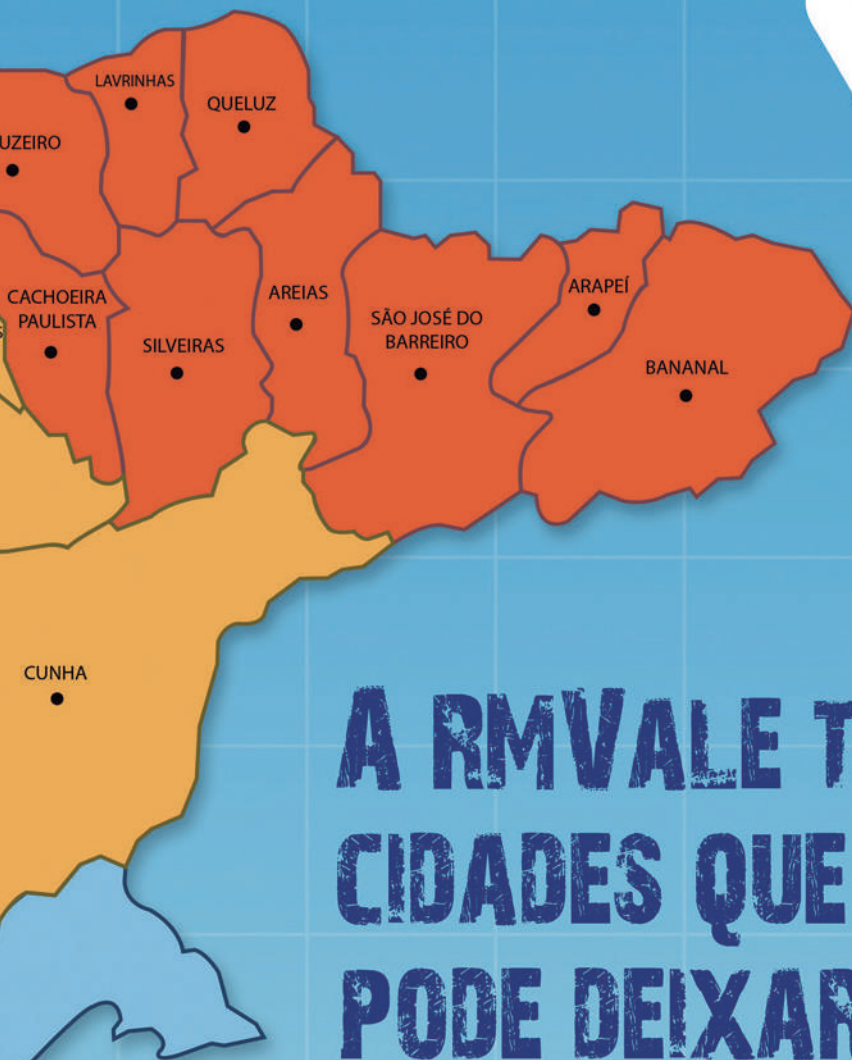 LAVRINHAS
QUELUZ
UZEIRO
CACHOEIRA
PAULISTA
AREIAS
ARAPEÍ
SÃO JOSÉ DO
BARREIRO
SILVEIRAS
BANANAL
CUNHA
A RMVALE T
CIDADES QUE
PODE DEIXAR